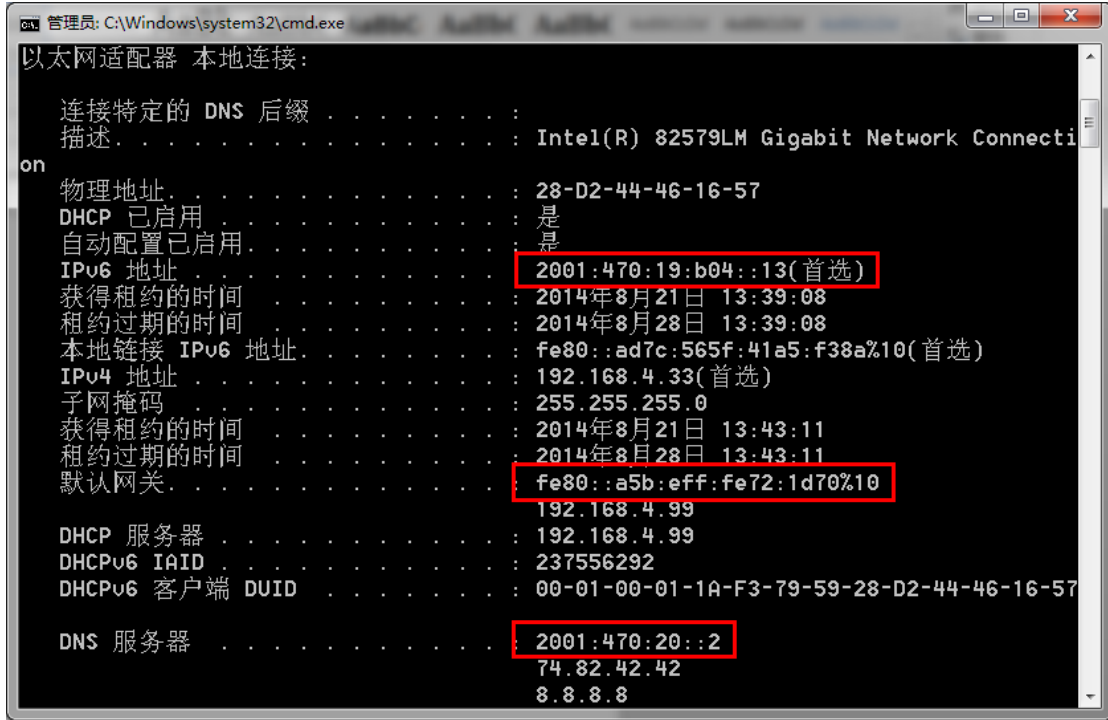 管理员: C:\Windows\system32\cmd.exe
以太网适配器 本地连接:
连接特定的 DNS 后缀 . . . . . . . :
描述. . . . . . . . . . . . . . . : Intel(R) 82579LM Gigabit Network Connecti
on
物理地址. . . . . . . . . . . . . : 28-D2-44-46-16-57
DHCP 已启用 . . . . . . . . . . . : 是
自动配置已启用. . . . . . . . . . : 是
IPv6 地址 . . . . . . . . . . . . : 2001:470:19:b04::13(首选)
获得租约的时间  . . . . . . . . . : 2014年8月21日 13:39:08
租约过期的时间  . . . . . . . . . : 2014年8月28日 13:39:08
本地链接 IPv6 地址. . . . . . . . : fe80::ad7c:565f:41a5:f38a%10(首选)
IPv4 地址 . . . . . . . . . . . . : 192.168.4.33(首选)
子网掩码  . . . . . . . . . . . . : 255.255.255.0
获得租约的时间  . . . . . . . . . : 2014年8月21日 13:43:11
租约过期的时间  . . . . . . . . . : 2014年8月28日 13:43:11
默认网关. . . . . . . . . . . . . : fe80::a5b:eff:fe72:1d70%10
192.168.4.99
DHCP 服务器 . . . . . . . . . . . : 192.168.4.99
DHCPv6 IAID . . . . . . . . . . . : 237556292
DHCPv6 客户端 DUID  . . . . . . . : 00-01-00-01-1A-F3-79-59-28-D2-44-46-16-57
DNS 服务器  . . . . . . . . . . . : 2001:470:20::2
74.82.42.42
8.8.8.8